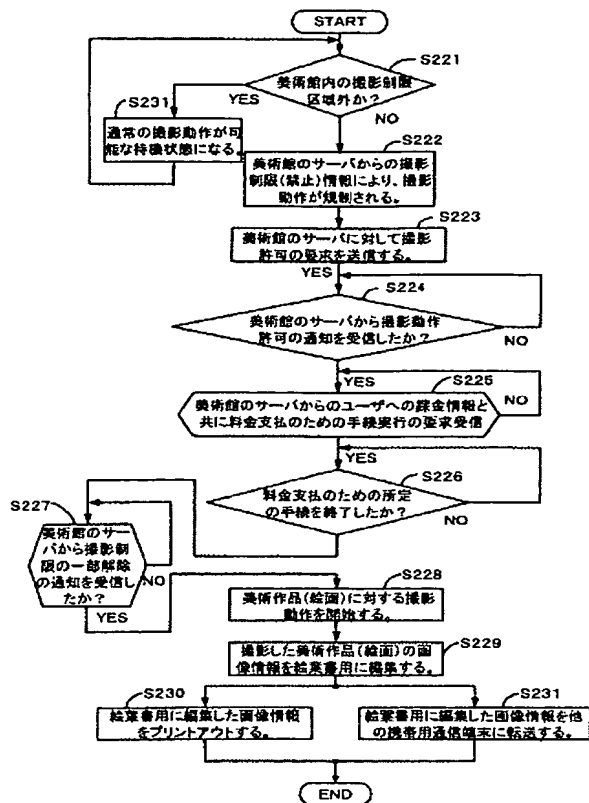 START
S221
美術館内の撮影制限
区域外か？
YES
NO
S231
通常の撮影動作が可
能な待機状態になる。
S222
美術館のサーバからの撮影
制限(禁止)情報により、撮影
動作が規制される。
S223
美術館のサーバに対して撮影
許可の要求を送信する。
YES
S224
美術館のサーバから撮影動作
許可の通知を受信したか？
NO
YES
S225
美術館のサーバからのユーザへの課金情報と
共に料金支払のための手続実行の要求受信
NO
YES
S226
料金支払のための所定
の手続を終了したか？
NO
S227
美術館のサー
バから撮影制
限の一部解除
の通知を受信し
たか？
NO
YES
S228
美術作品(絵画)に対する撮影
動作を開始する。
S229
撮影した美術作品(絵画)の画
像情報を絵葉書用に編集する。
S230
絵葉書用に編集した画像情報
をプリントアウトする。
S231
絵葉書用に編集した画像情報を他
の携帯用通信端末に転送する。
END